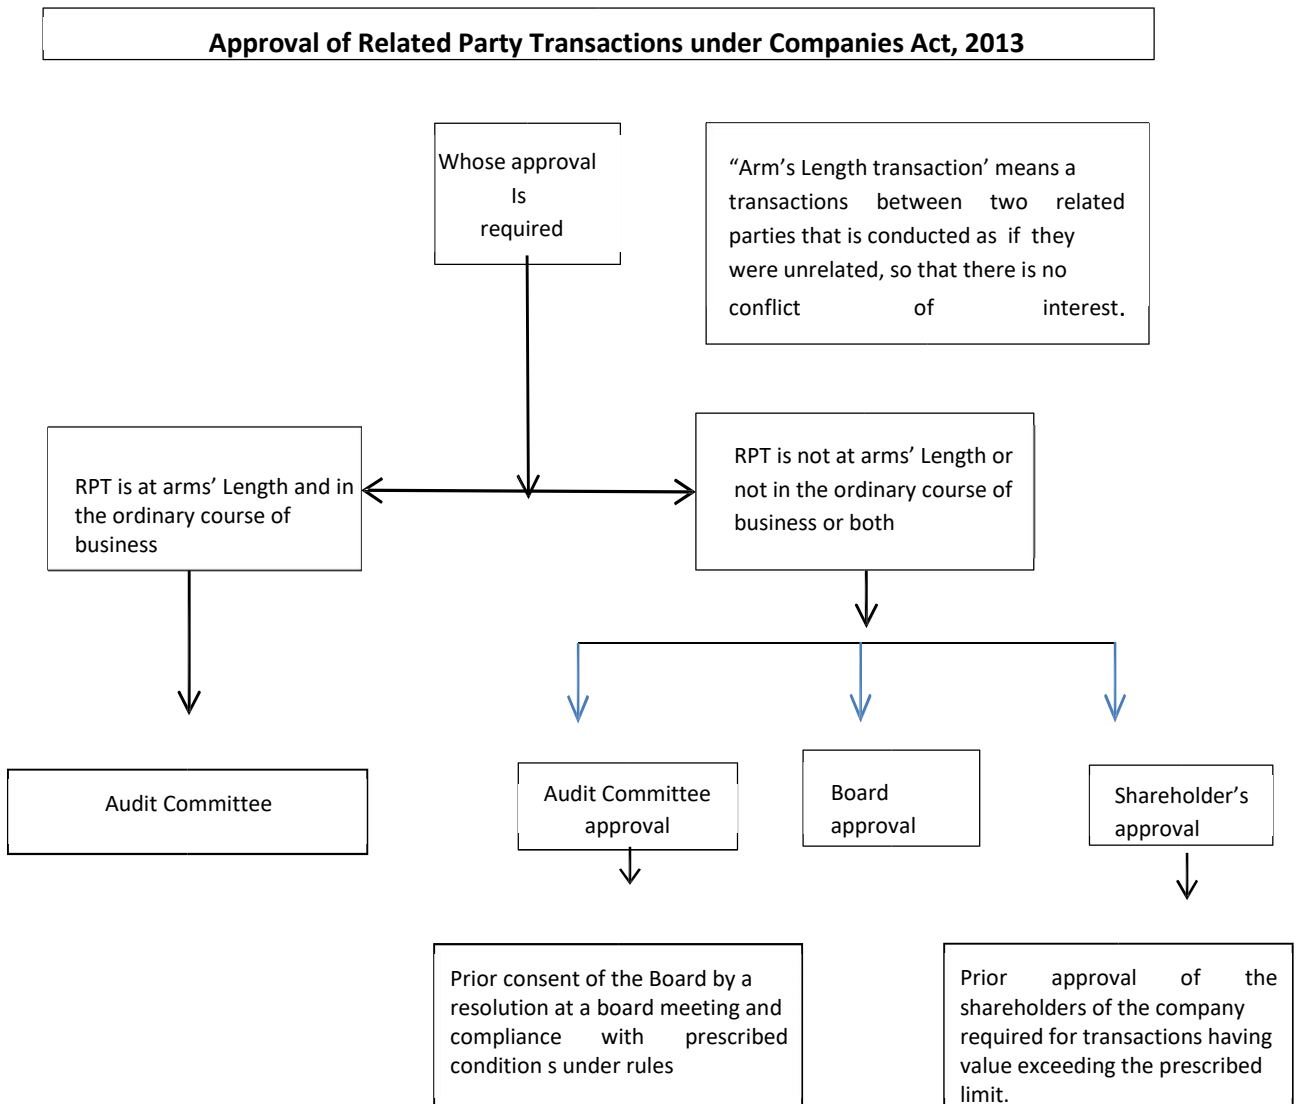 Approval of Related Party Transactions under Companies Act, 2013
Whose approval
Is
required
“Arm’s Length transaction’ means a
transactions between two related
parties that is conducted as if they
were unrelated, so that there is no
conflict of interest.
RPT is at arms’ Length and in
the ordinary course of
business
RPT is not at arms’ Length or
not in the ordinary course of
business or both
Audit Committee
Audit Committee
approval
Board
approval
Shareholder’s
approval
Prior consent of the Board by a
resolution at a board meeting and
compliance with prescribed
condition s under rules
Prior approval of the
shareholders of the company
required for transactions having
value exceeding the prescribed
limit.